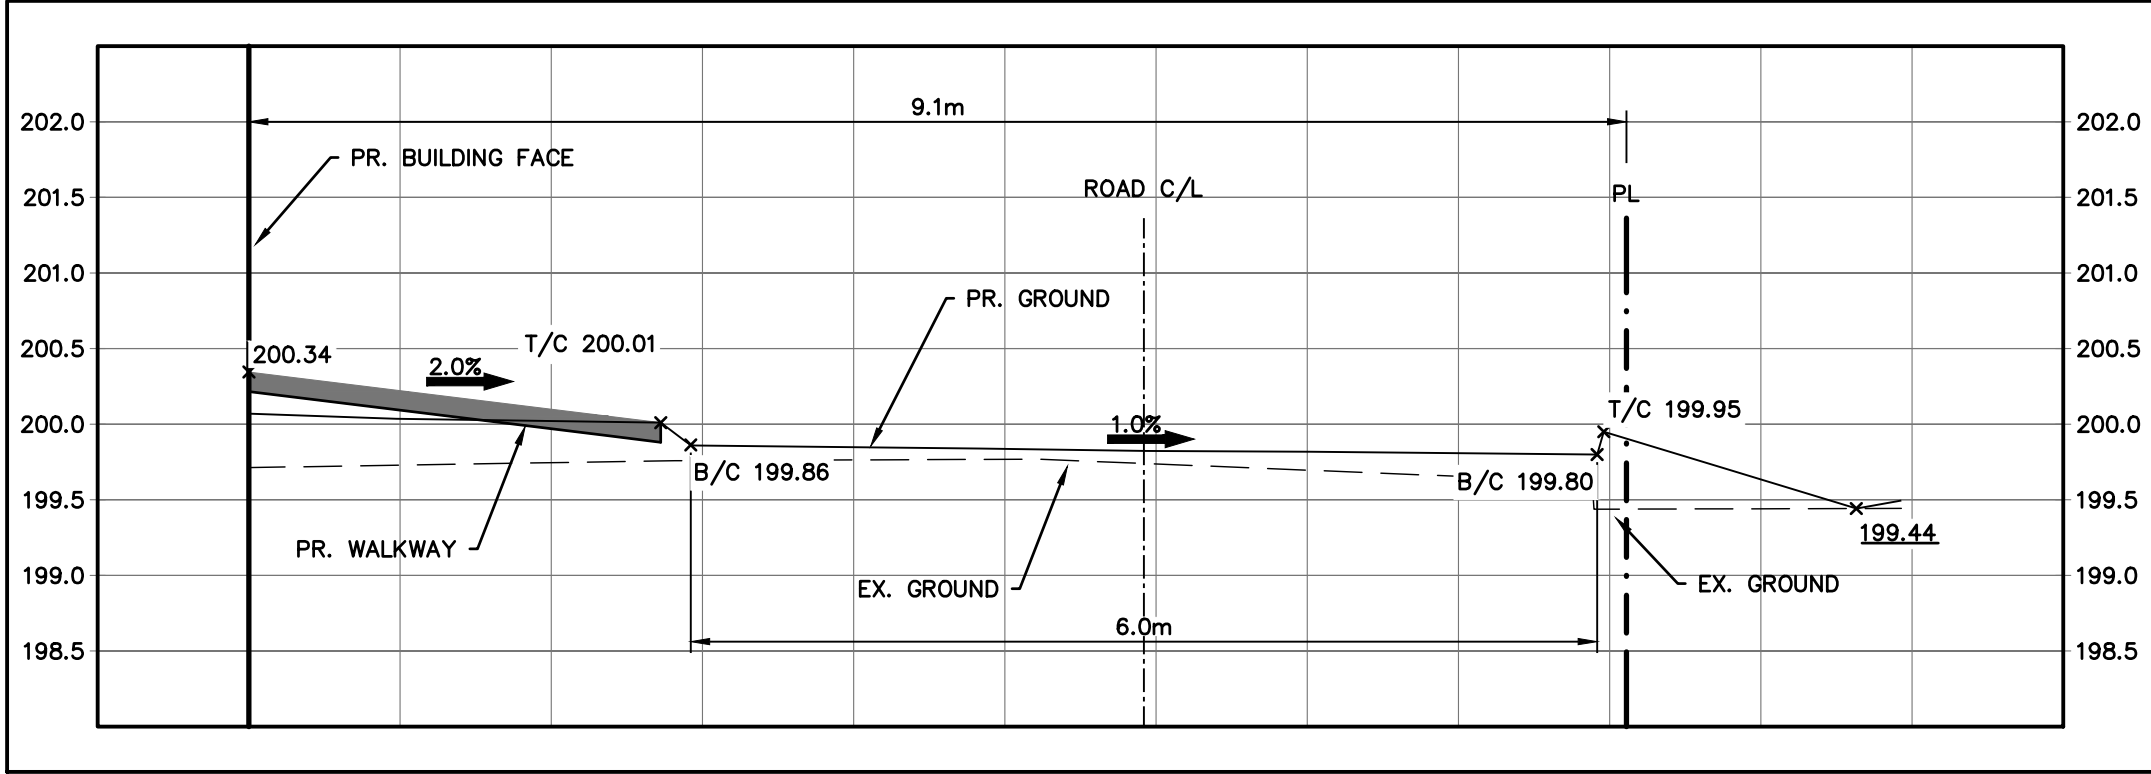 9.1m
202.0
202.0
PR. BUILDING FACE
ROAD C/L
PL
201.5
201.5
201.0
201.0
PR. GROUND
200.5
200.34
2.0%
T/C 200.01
200.5
T/C 199.95
200.0
1.0%
200.0
B/C 199.86
B/C 199.80
199.5
199.5
199.44
PR. WALKWAY
199.0
EX. GROUND
EX. GROUND
199.0
6.0m
198.5
198.5